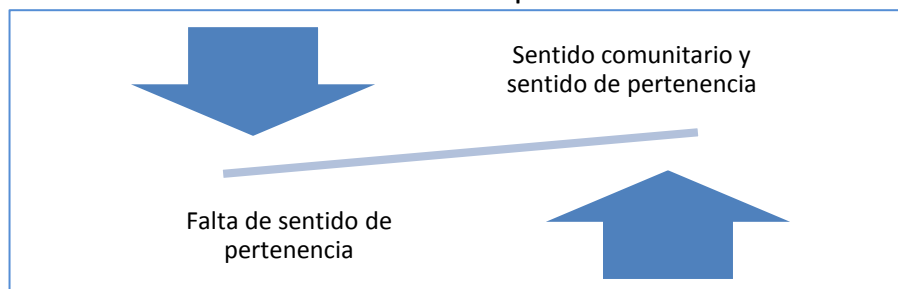 Sentido comunitario y
sentido de pertenencia
Falta de sentido de
pertenencia